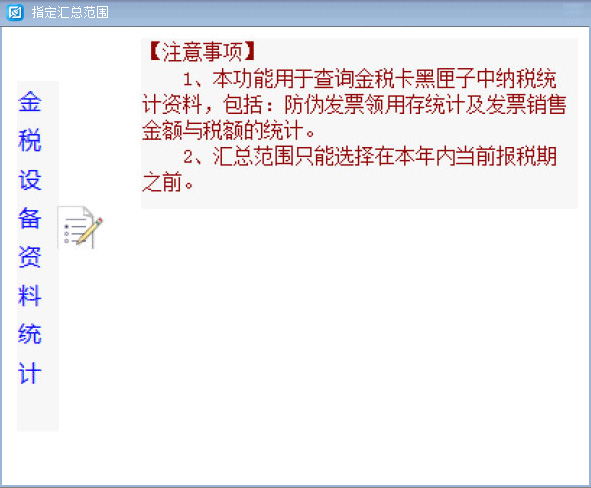 指定汇总范围
【注意事项】
1、本功能用于查询金税卡黑匣子中纳税统
计资料，包括：防伪发票领用存统计及发票销售
金额与税额的统计。
2、汇总范围只能选择在本年内当前报税期
之前。
金税设备资料统计